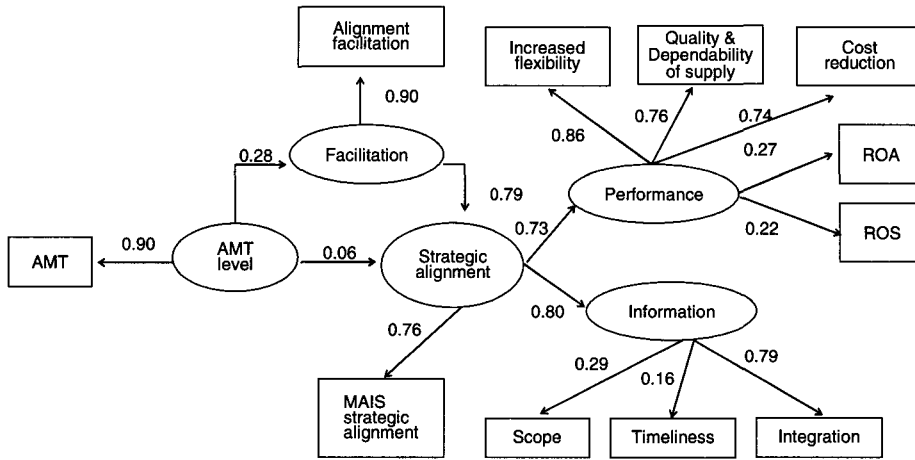 Alignment
facilitation
Increased
flexibility
Quality &
Dependability
of supply
Cost
reduction
0.90
0.86
0.76
0.74
0.28
Facilitation
0.27
ROA
0.79
Performance
0.73
0.22
ROS
AMT
0.90
AMT
level
0.06
Strategic
alignment
0.80
Information
0.76
0.29
0.16
0.79
MAIS
strategic
alignment
Scope
Timeliness
Integration